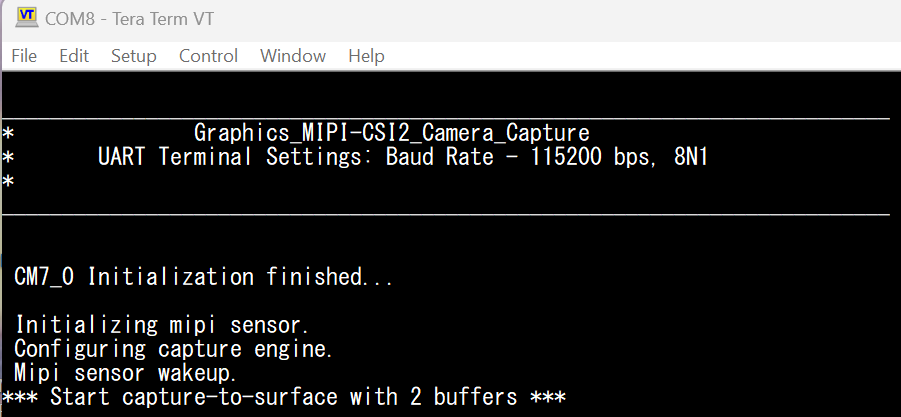 VT COM8 - Tera Term VT
File Edit Setup Control Window Help
* Graphics_MIPI-CSI2_Camera_Capture
* UART Terminal Settings: Baud Rate - 115200 bps, 8N1
*
CM7_0 Initialization finished...
Initializing mipi sensor.
Configuring capture engine.
Mipi sensor wakeup.
*** Start capture-to-surface with 2 buffers ***